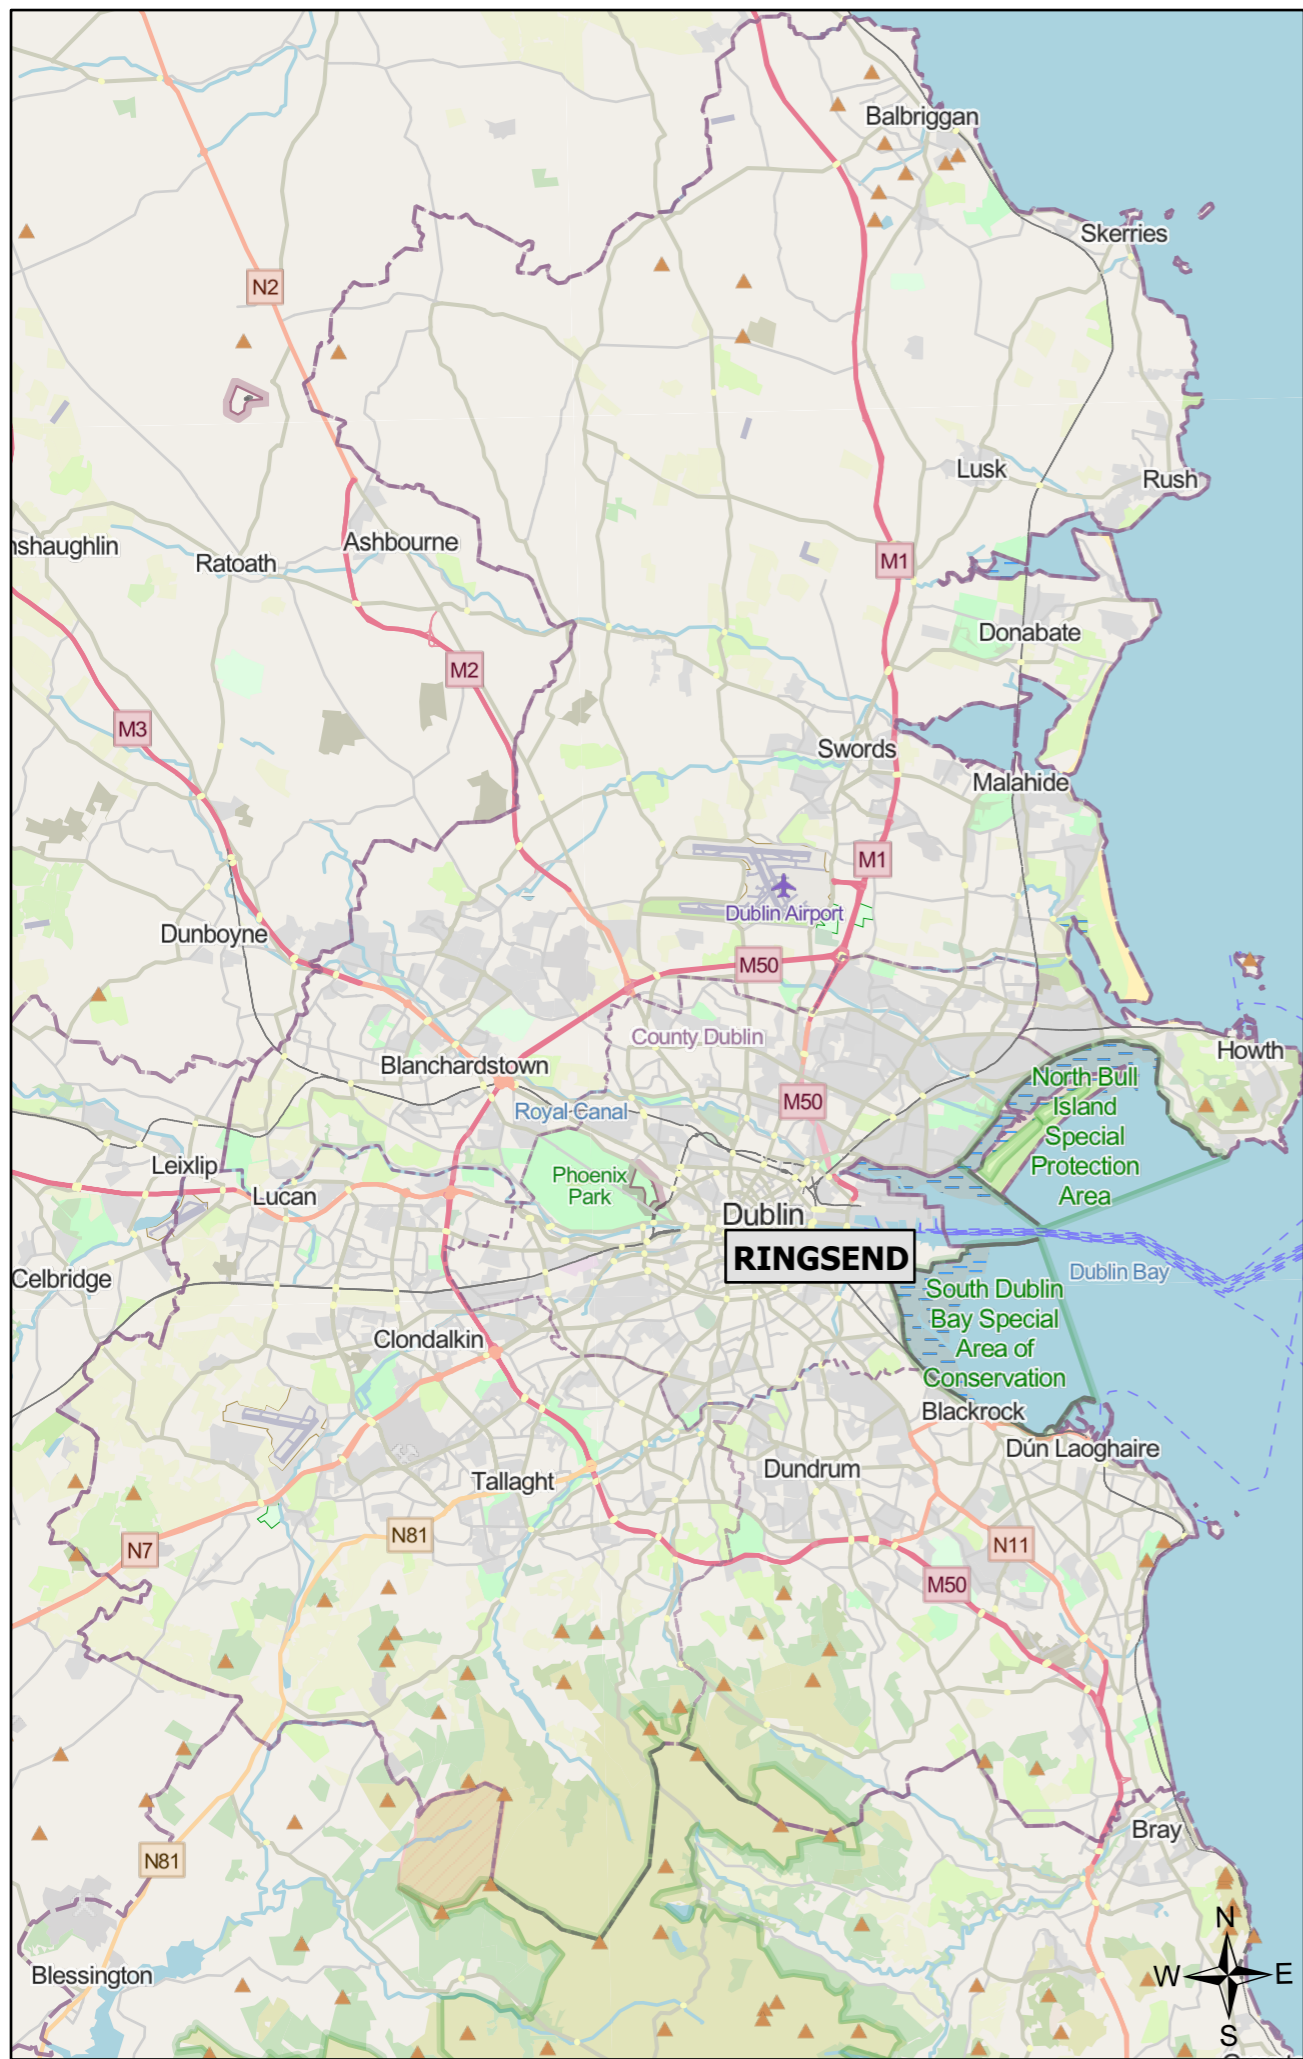 Balbriggan
Skerries
N2
Lusk
Rush
nshaughlin
Ratoath
Ashbourne
M1
Donabate
M2
M3
Swords
Malahide
M1
Dublin Airport
Dunboyne
M50
County Dublin
Howth
Blanchardstown
North Bull
Island
Special
Protection
Area
M50
Royal Canal
Leixlip
Phoenix
Park
Lucan
Dublin
RINGSEND
Dublin Bay
Celbridge
South Dublin
Bay Special
Area of
Conservation
Clondalkin
Blackrock
Dún Laoghaire
Tallaght
Dundrum
N81
N7
N11
M50
Bray
N81
N
Blessington
W
E
S